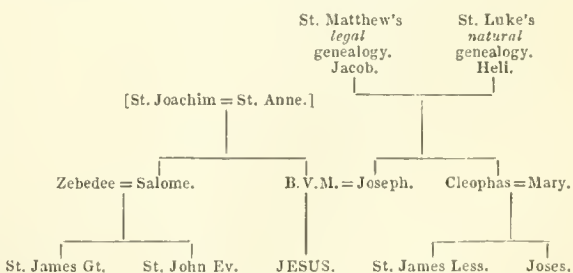 St. Matthew's St. Luke's
legal natural
genealogy. genealogy.
Jacob. Heli.
[St. Joachim = St. Anne.]
Zebedee = Salome. B.V.M. = Joseph. Cleophas = Mary.
St. James Gt. St. John Ev. JESUS. St. James Less. Joses.